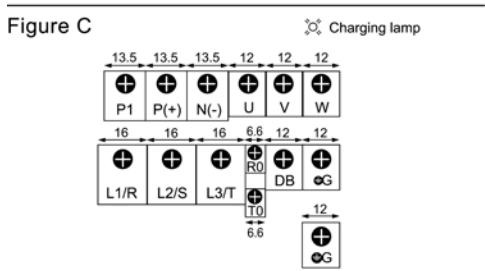 Figure C
Charging lamp
13.5 13.5 13.5 12 12 12
P1 P(+) N(-) U V W
16 16 16 6.6 12 12
R0
L1/R L2/S L3/T DB G
T0
6.6
12
G